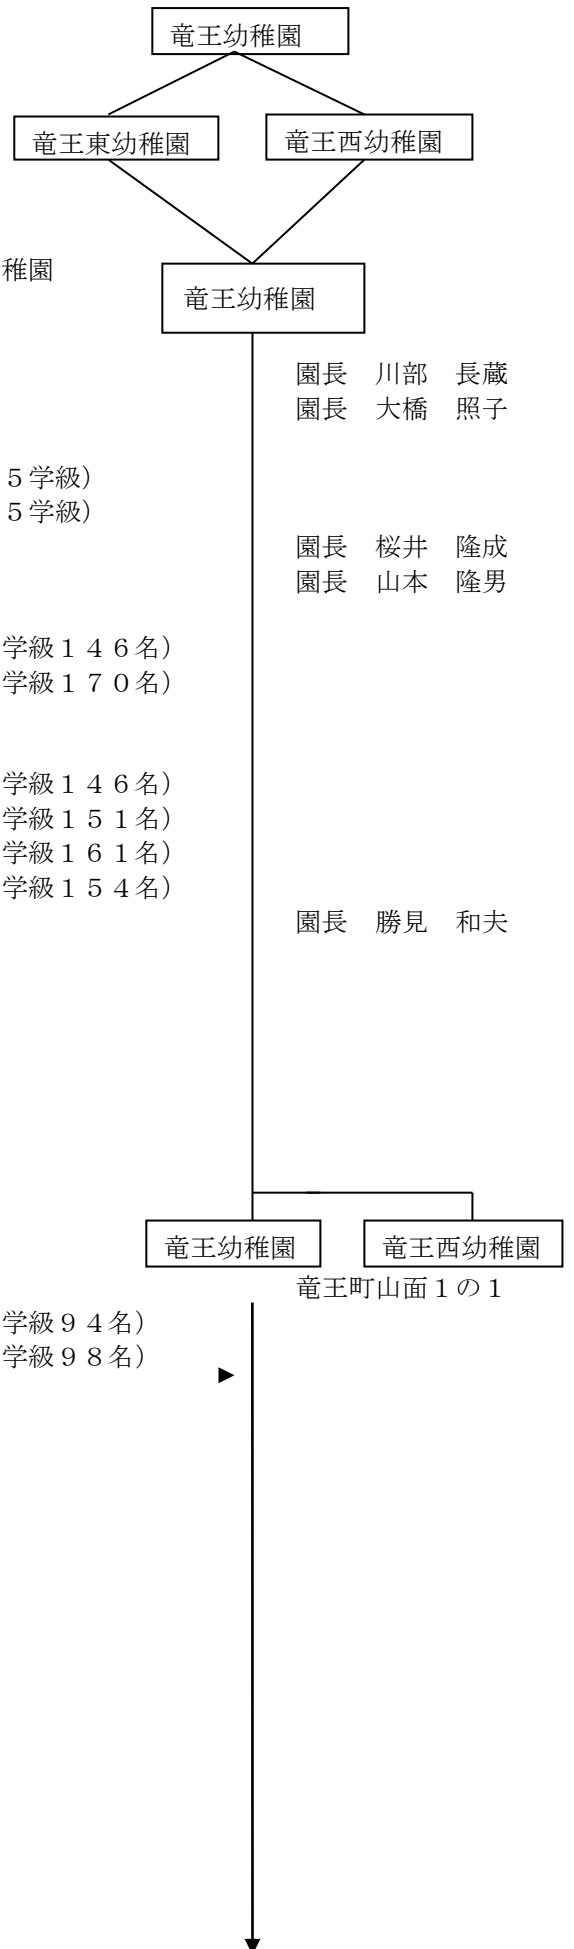 竜王幼稚園
竜王東幼稚園
竜王西幼稚園
稚園
竜王幼稚園
園長　川部　長蔵
園長　大橋　照子
５学級）
５学級）
園長　桜井　隆成
園長　山本　隆男
学級１４６名）
学級１７０名）
学級１４６名）
学級１５１名）
学級１６１名）
学級１５４名）
園長　勝見　和夫
竜王幼稚園
竜王西幼稚園
竜王町山面１の１
学級９４名）
学級９８名）